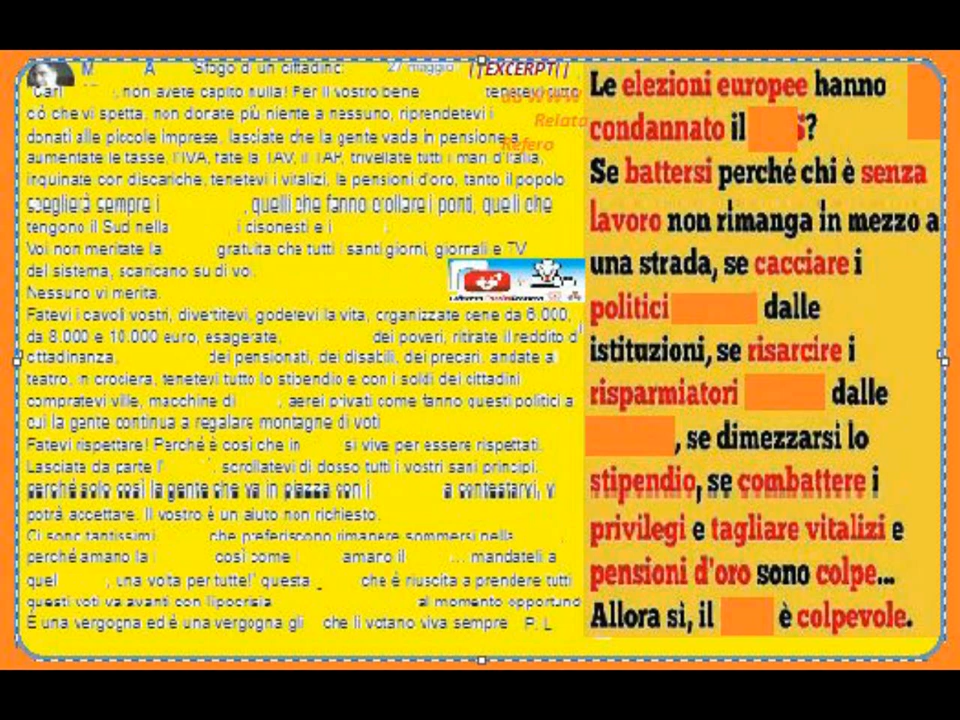 M A Sfogo d'un cittadino: 27 maggio ((EXCERPT((
Cari , non avete capito nulla! Per il vostro bene tenetevi tutto
ciò che vi spetta, non donate più niente a nessuno, riprendetevi i
Relata
donati alle piccole imprese, lasciate che la gente vada in pensione a
Refero
aumentate le tasse, l'IVA, fate la TAV, il TAP, trivellate tutti i mari d'Italia,
inquinate con discariche, tenetevi i vitalizi, le pensioni d'oro, tanto il popolo
sceglierà sempre i , quelli che fanno crollare i ponti, quelli che
tengono il Sud nella i cisonesti e i
Voi non meritate la gratuita che tutti i santi giorni, giornali e TV
del sistema, scaricano su di voi.
Nessuno vi merita.
Fatevi i cavoli vostri, divertitevi, godetevi la vita, organizzate cene da 6.000,
da 8.000 e 10.000 euro, esagerate, dei poveri, ritirate il reddito d'
cittadinanza, dei pensionati, dei disabili, dei precari, andate a
teatro, in crociera, tenetevi tutto lo stipendio e con i soldi dei cittadini
compratevi ville, macchine di , aerei privati come fanno questi politici a
cui la gente continua a regalare montagne di voti
Fatevi rispettare! Perché è così che in si vive per essere rispettati.
Lasciate da parte l' , scrollatevi di dosso tutti i vostri sani principi,
perché solo così la gente che va in piazza con i a contestarvi, vi
potrà accettare. Il vostro è un aiuto non richiesto.
Ci sono tantissimi che preferiscono rimanere sommersi nella ,
perché amano la così come amano il ... mandateli a
quel , una volta per tutte!" questa che è riuscita a prendere tutti
questi voti va avanti con l'ipocrisia al momento opportuno
É una vergogna ed è una vergogna gli che li votano viva sempre P. L
Le elezioni europee hanno
condannato il ?
Se battersi perché chi è senza
lavoro non rimanga in mezzo a
una strada, se cacciare i
politici dalle
istituzioni, se risarcire i
risparmiatori dalle
, se dimezzarsi lo
stipendio, se combattere i
privilegi e tagliare vitalizi e
pensioni d'oro sono colpe...
Allora sì, il è colpevole.